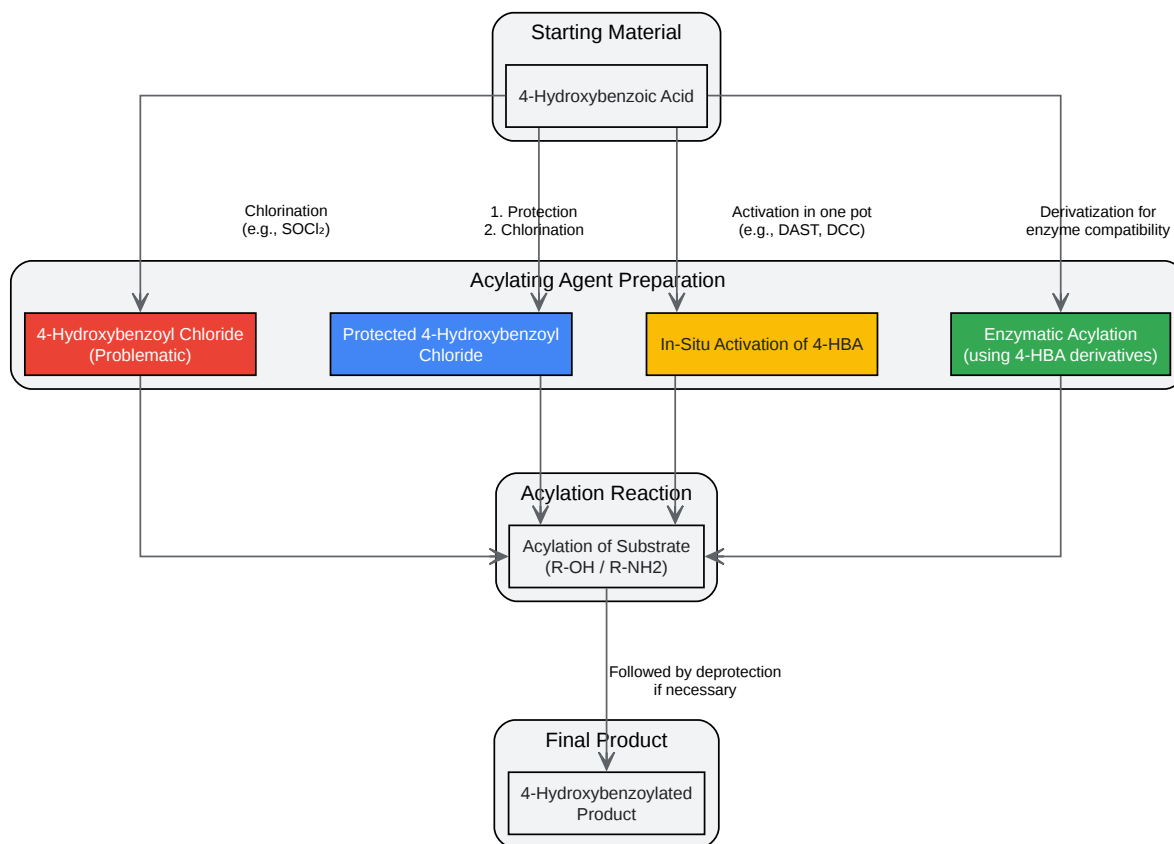 Starting Material
4-Hydroxybenzoic Acid
Chlorination
(e.g., SOCl₂)
1. Protection
2. Chlorination
Activation in one pot
(e.g., DAST, DCC)
Derivatization for
enzyme compatibility
Acylating Agent Preparation
4-Hydroxybenzoyl Chloride
(Problematic)
Protected 4-Hydroxybenzoyl
Chloride
In-Situ Activation of 4-HBA
Enzymatic Acylation
(using 4-HBA derivatives)
Acylation Reaction
Acylation of Substrate
(R-OH / R-NH2)
Followed by deprotection
if necessary
Final Product
4-Hydroxybenzoylated
Product